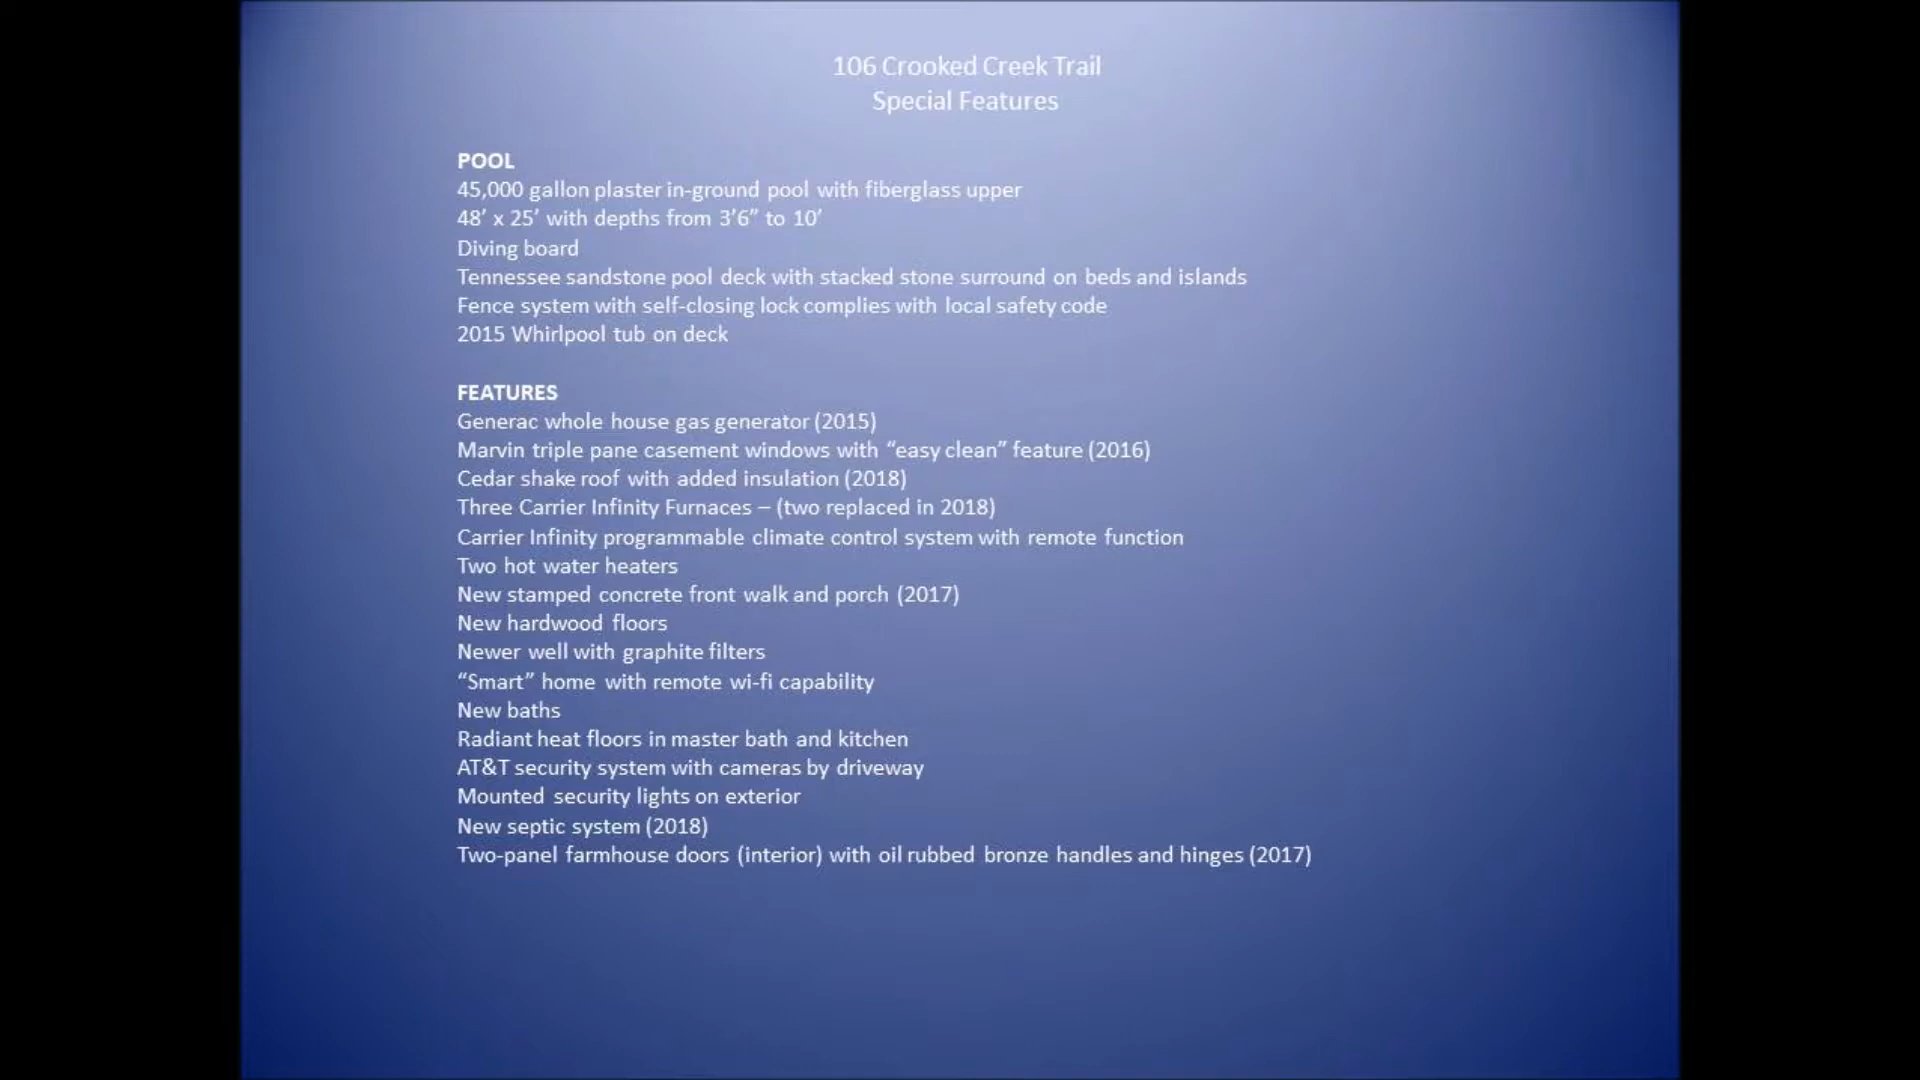 106 Crooked Creek Trail
Special Features
POOL
45,000 gallon plaster in-ground pool with fiberglass upper
48’ x 25’ with depths from 3’6” to 10’
Diving board
Tennessee sandstone pool deck with stacked stone surround on beds and islands
Fence system with self-closing lock complies with local safety code
2015 Whirlpool tub on deck
FEATURES
Generac whole house gas generator (2015)
Marvin triple pane casement windows with “easy clean” feature (2016)
Cedar shake roof with added insulation (2018)
Three Carrier Infinity Furnaces – (two replaced in 2018)
Carrier Infinity programmable climate control system with remote function
Two hot water heaters
New stamped concrete front walk and porch (2017)
New hardwood floors
Newer well with graphite filters
“Smart” home with remote wi-fi capability
New baths
Radiant heat floors in master bath and kitchen
AT&T security system with cameras by driveway
Mounted security lights on exterior
New septic system (2018)
Two-panel farmhouse doors (interior) with oil rubbed bronze handles and hinges (2017)